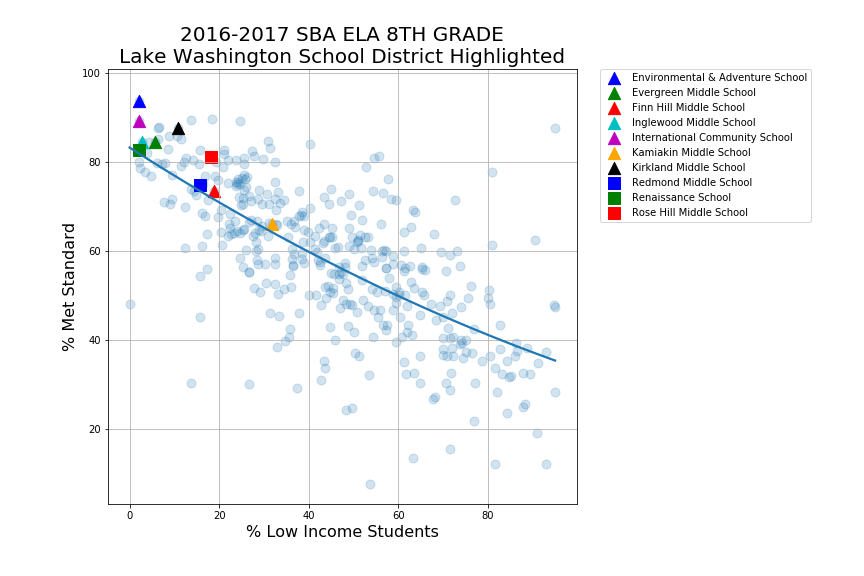 2016-2017 SBA ELA 8TH GRADE
Lake Washington School District Highlighted
% Met Standard
100
80
60
40
20
0
20
40
60
80
% Low Income Students
Environmental & Adventure School
Evergreen Middle School
Finn Hill Middle School
Inglewood Middle School
International Community School
Kamiakin Middle School
Kirkland Middle School
Redmond Middle School
Renaissance School
Rose Hill Middle School